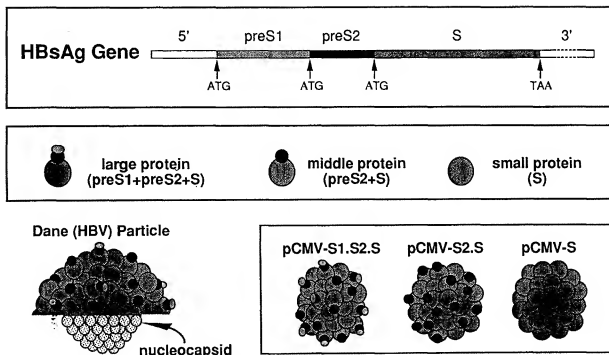 5' preS1 preS2 S 3'
HBsAg Gene
ATG ATG ATG TAA
large protein
(preS1+preS2+S)
middle protein
(preS2+S)
small protein
(S)
Dane (HBV) Particle
nucleocapsid
pCMV-S1.S2.S pCMV-S2.S pCMV-S